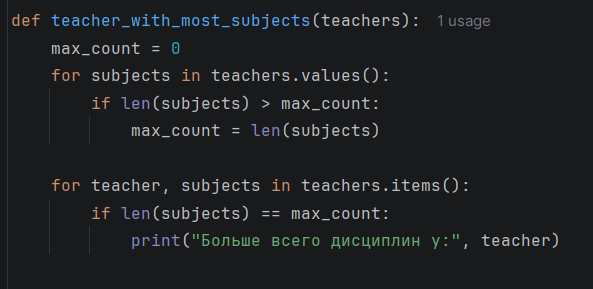 def teacher_with_most_subjects(teachers): 1 usage
    max_count = 0
    for subjects in teachers.values():
        if len(subjects) > max_count:
            max_count = len(subjects)

    for teacher, subjects in teachers.items():
        if len(subjects) == max_count:
            print("Больше всего дисциплин у:", teacher)